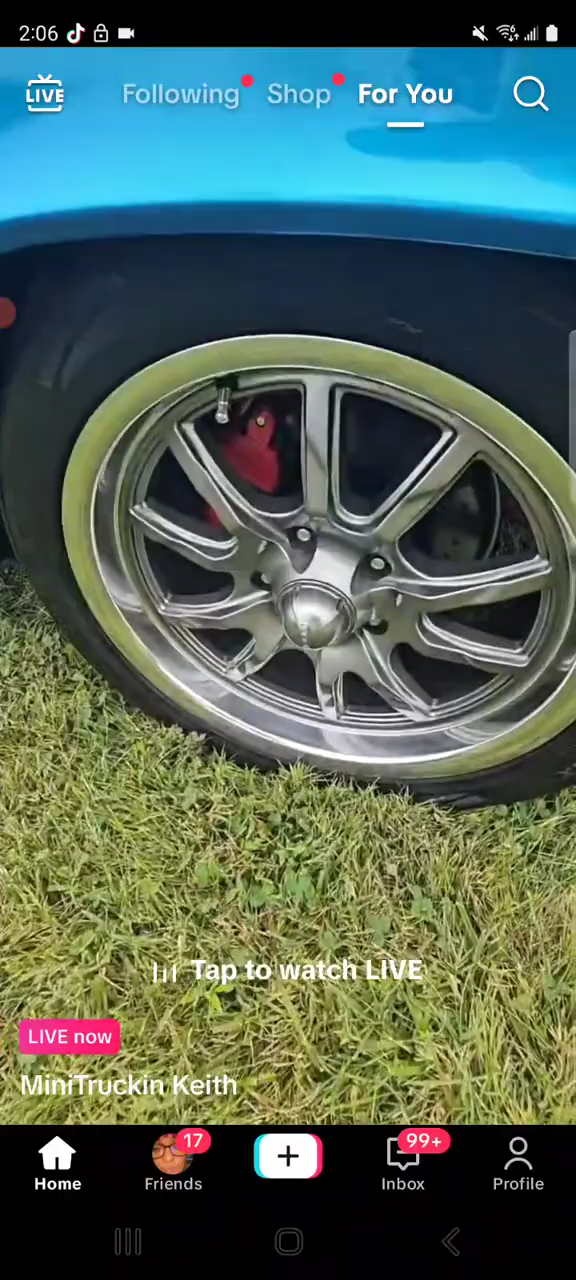 2:06
LIVE Following Shop For You
Tap to watch LIVE
LIVE now
MiniTruckin Keith
17 99+
Home Friends Inbox Profile